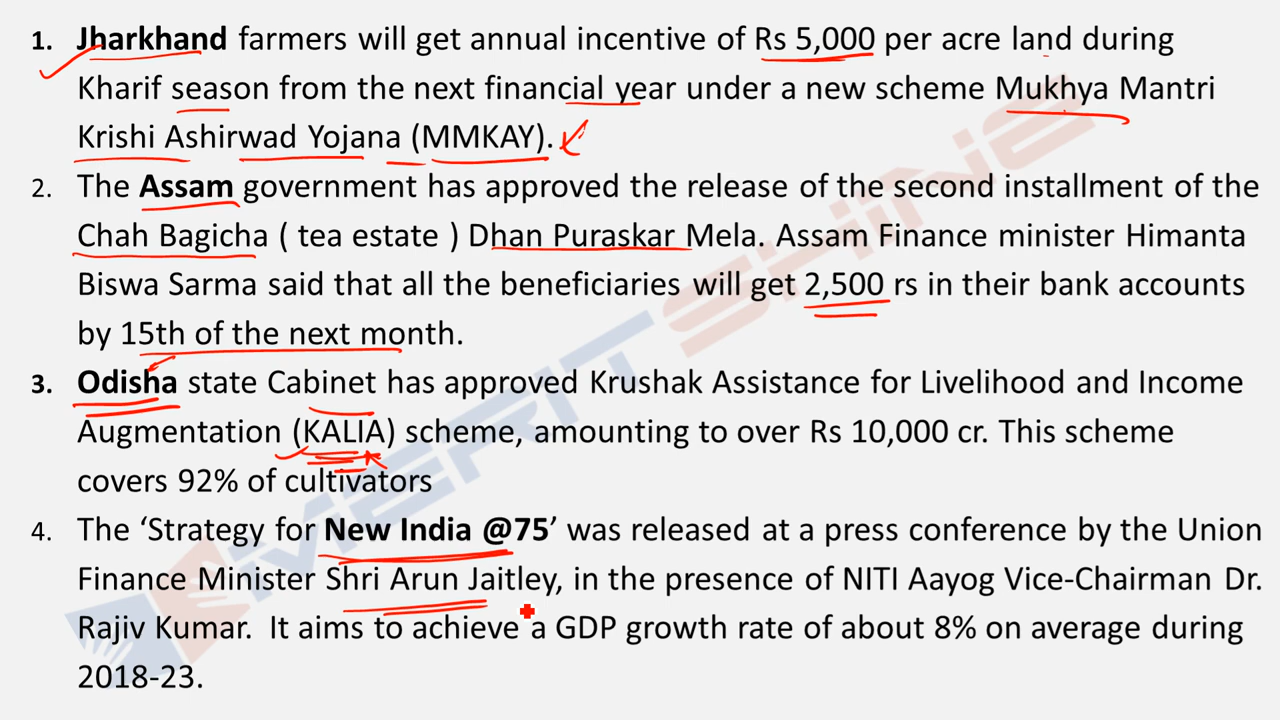 1. Jharkhand farmers will get annual incentive of Rs 5,000 per acre land during
Kharif season from the next financial year under a new scheme Mukhya Mantri
Krishi Ashirwad Yojana (MMKAY).
2. The Assam government has approved the release of the second installment of the
Chah Bagicha ( tea estate ) Dhan Puraskar Mela. Assam Finance minister Himanta
Biswa Sarma said that all the beneficiaries will get 2,500 rs in their bank accounts
by 15th of the next month.
3. Odisha state Cabinet has approved Krushak Assistance for Livelihood and Income
Augmentation (KALIA) scheme, amounting to over Rs 10,000 cr. This scheme
covers 92% of cultivators
4. The ‘Strategy for New India @75’ was released at a press conference by the Union
Finance Minister Shri Arun Jaitley, in the presence of NITI Aayog Vice-Chairman Dr.
Rajiv Kumar. It aims to achieve a GDP growth rate of about 8% on average during
2018-23.
MERITSHINE